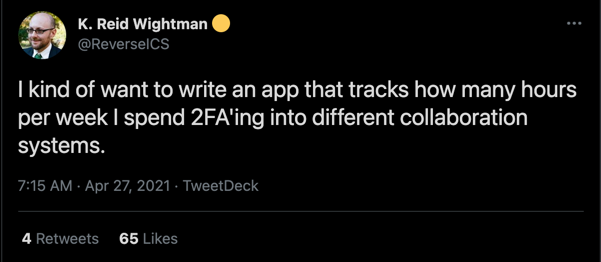 K. Reid Wightman
@ReverseICS
I kind of want to write an app that tracks how many hours
per week I spend 2FA'ing into different collaboration
systems.
7:15 AM · Apr 27, 2021 · TweetDeck
4 Retweets 65 Likes